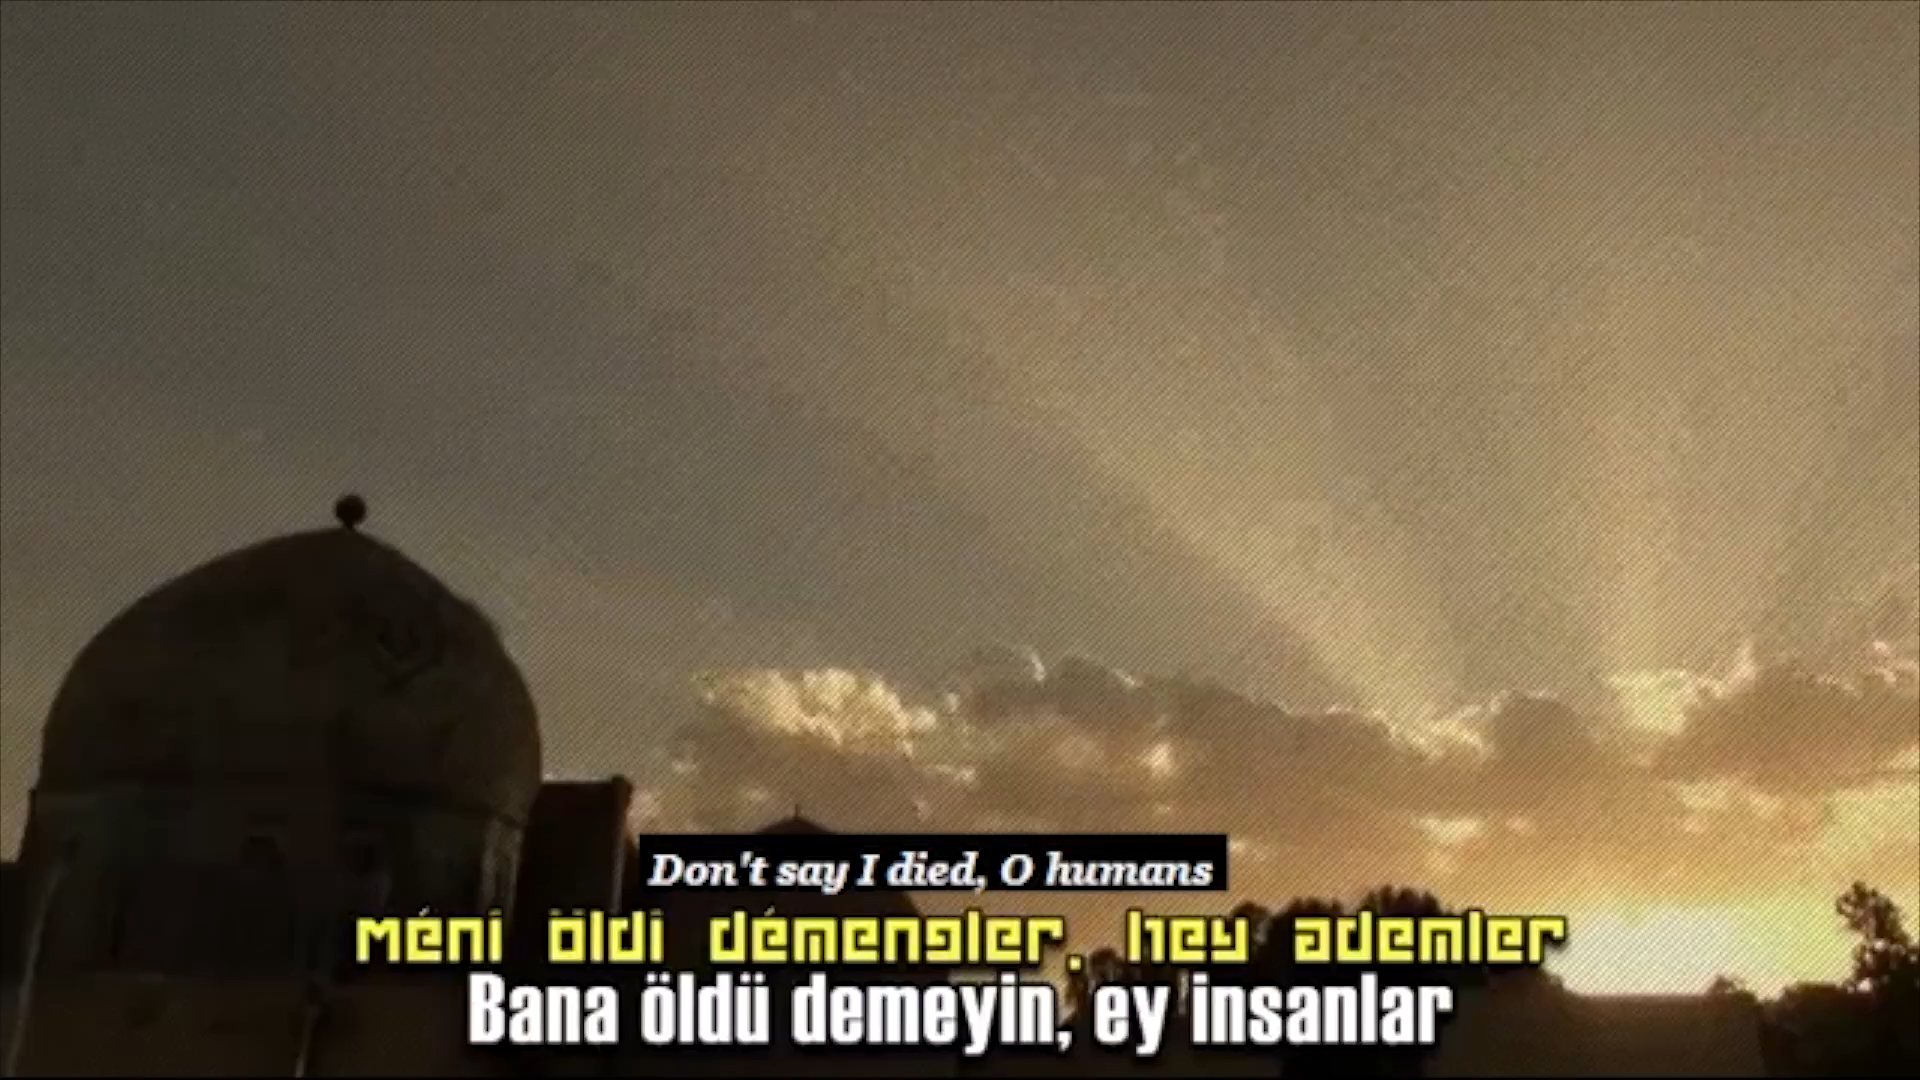 Don't say I died, O humans
méni öldi démengler, hey ademler
Bana öldü demeyin, ey insanlar